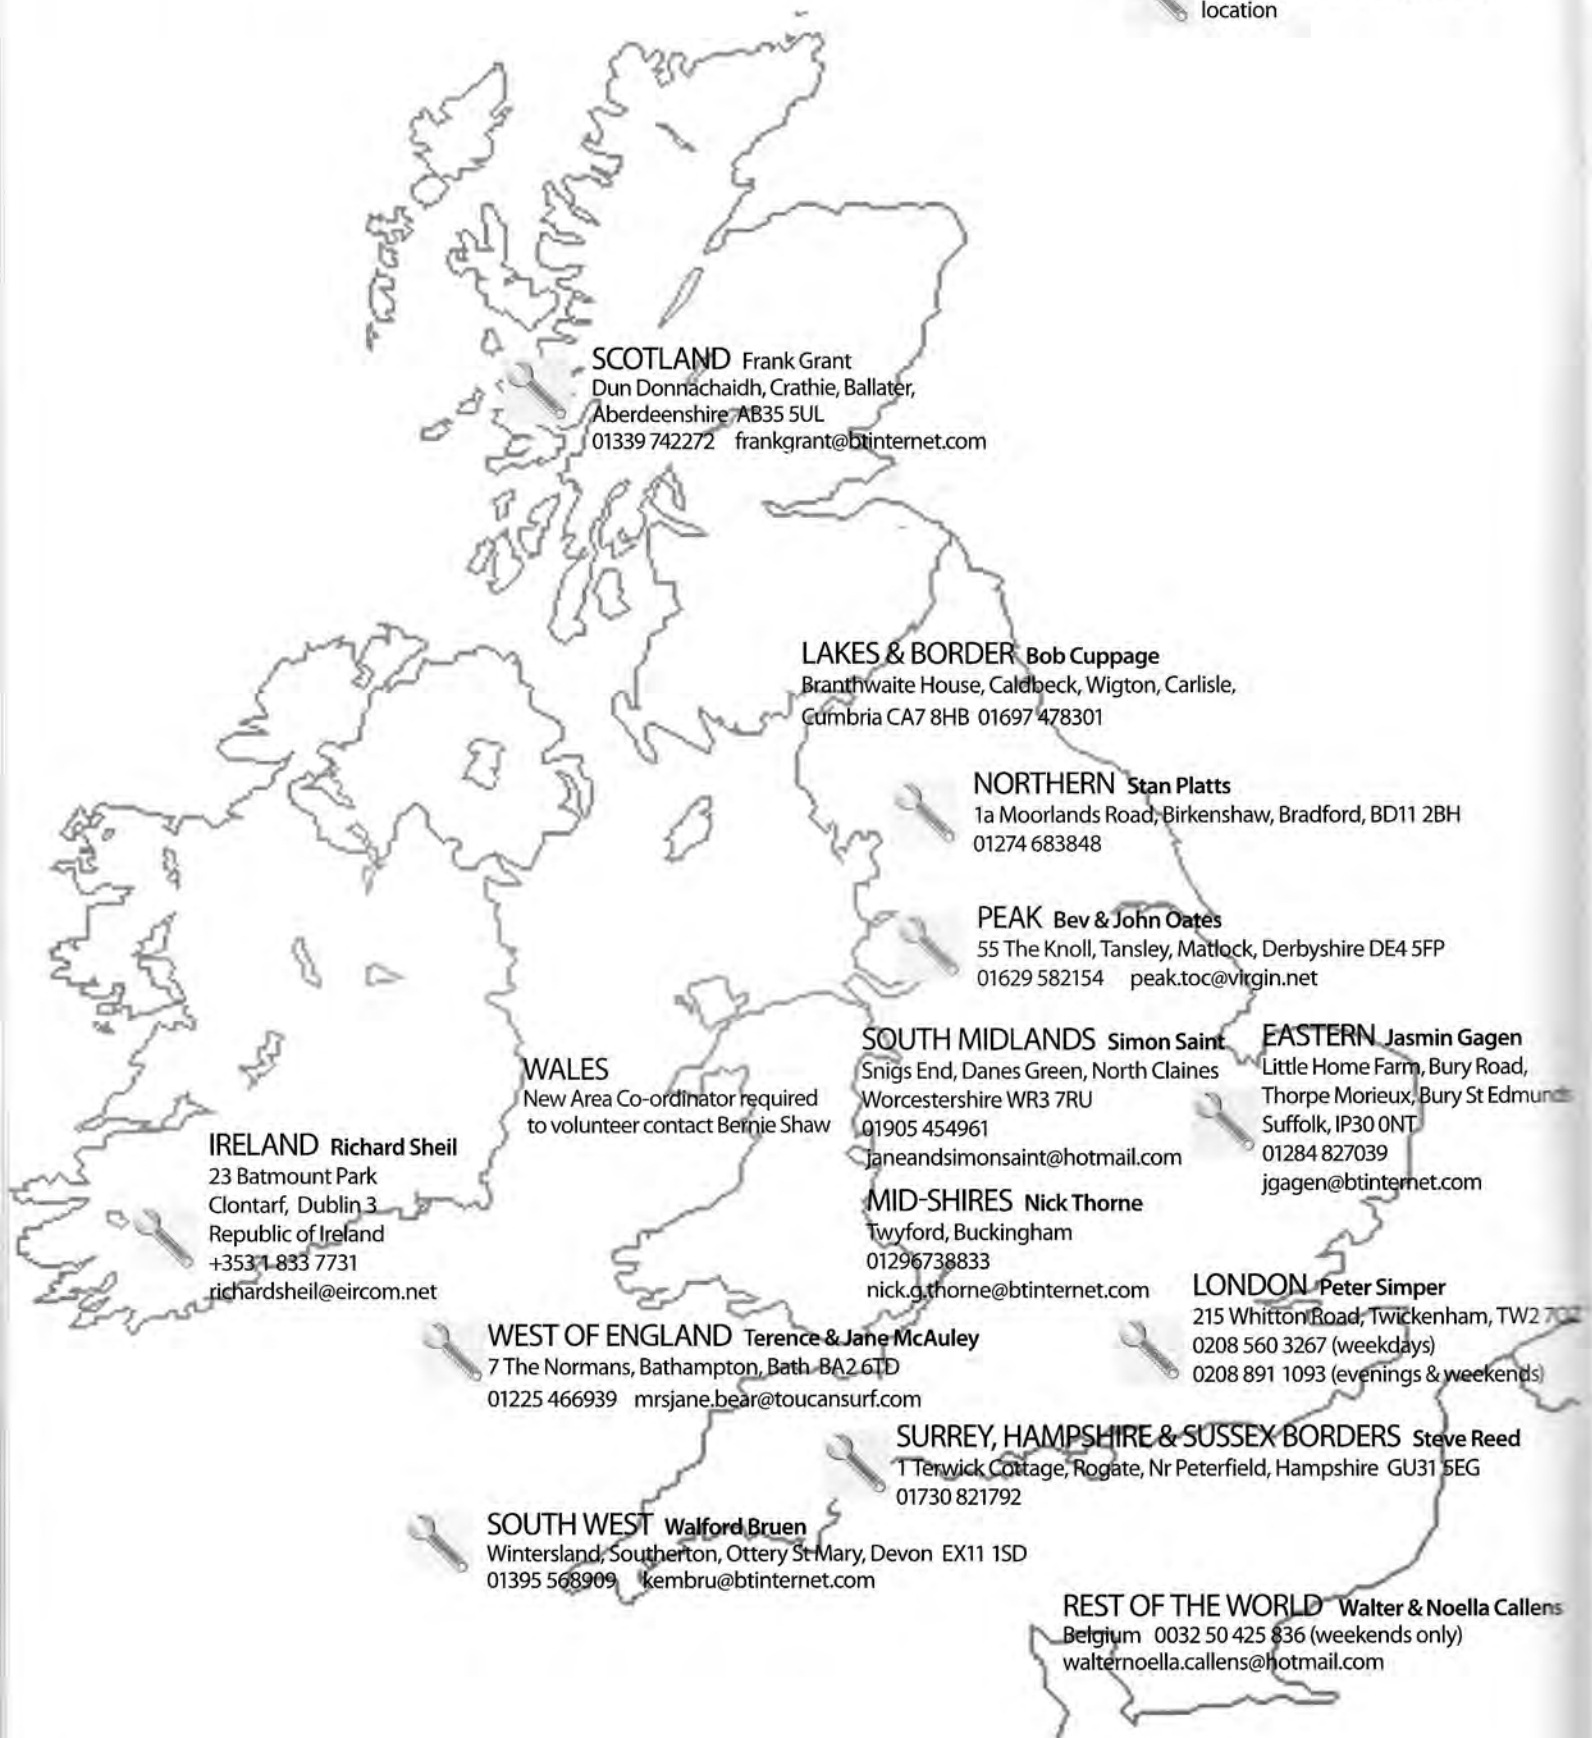 location
SCOTLAND Frank Grant
Dun Donnachaidh, Crathie, Ballater,
Aberdeenshire AB35 5UL
01339 742272 frankgrant@btinternet.com
LAKES & BORDER Bob Cuppage
Branthwaite House, Caldbeck, Wigton, Carlisle,
Cumbria CA7 8HB 01697 478301
NORTHERN Stan Platts
1a Moorlands Road, Birkenshaw, Bradford, BD11 2BH
01274 683848
PEAK Bev & John Oates
55 The Knoll, Tansley, Matlock, Derbyshire DE4 5FP
01629 582154 peak.toc@virgin.net
SOUTH MIDLANDS Simon Saint
Snigs End, Danes Green, North Claines
Worcestershire WR3 7RU
01905 454961
janeandsimonsaint@hotmail.com
EASTERN Jasmin Gagen
Little Home Farm, Bury Road,
Thorpe Morieux, Bury St Edmunds
Suffolk, IP30 0NT
01284 827039
jgagen@btinternet.com
WALES
New Area Co-ordinator required
to volunteer contact Bernie Shaw
IRELAND Richard Sheil
23 Batmount Park
Clontarf, Dublin 3
Republic of Ireland
+353 1 833 7731
richardsheil@eircom.net
MID-SHIRES Nick Thorne
Twyford, Buckingham
01296738833
nick.g.thorne@btinternet.com
LONDON Peter Simper
215 Whitton Road, Twickenham, TW2
0208 560 3267 (weekdays)
0208 891 1093 (evenings & weekends)
WEST OF ENGLAND Terence & Jane McAuley
7 The Normans, Bathampton, Bath BA2 6TD
01225 466939 mrsjane.bear@toucansurf.com
SURREY, HAMPSHIRE & SUSSEX BORDERS Steve Reed
1 Terwick Cottage, Rogate, Nr Peterfield, Hampshire GU31 5EG
01730 821792
SOUTH WEST Walford Bruen
Wintersland, Southerton, Ottery St Mary, Devon EX11 1SD
01395 568909 kembru@btinternet.com
REST OF THE WORLD Walter & Noella Callens
Belgium 0032 50 425 836 (weekends only)
walternoella.callens@hotmail.com